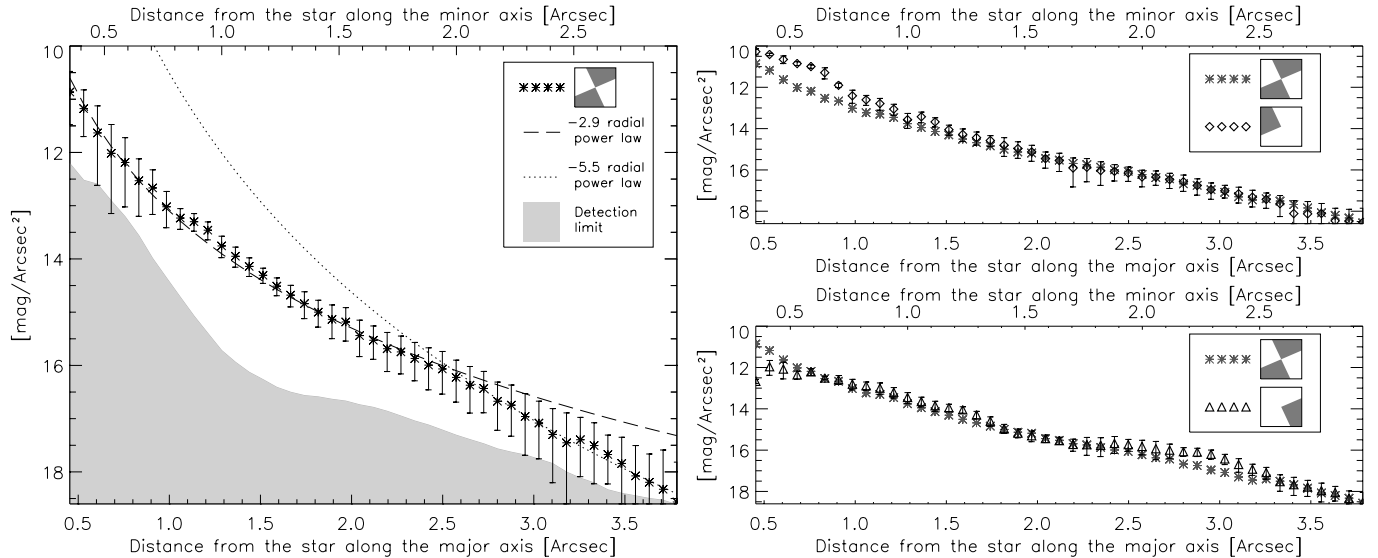 Distance from the star along the minor axis [Arcsec]
0.5 1.0 1.5 2.0 2.5
10
12
14
16
18
[mag/Arcsec²]
-2.9 radial
power law
-5.5 radial
power law
Detection
limit
0.5 1.0 1.5 2.0 2.5 3.0 3.5
Distance from the star along the major axis [Arcsec]
Distance from the star along the minor axis [Arcsec]
0.5 1.0 1.5 2.0 2.5
10
12
14
16
18
[mag/Arcsec²]
0.5 1.0 1.5 2.0 2.5 3.0 3.5
Distance from the star along the major axis [Arcsec]
Distance from the star along the minor axis [Arcsec]
0.5 1.0 1.5 2.0 2.5
10
12
14
16
18
[mag/Arcsec²]
0.5 1.0 1.5 2.0 2.5 3.0 3.5
Distance from the star along the major axis [Arcsec]